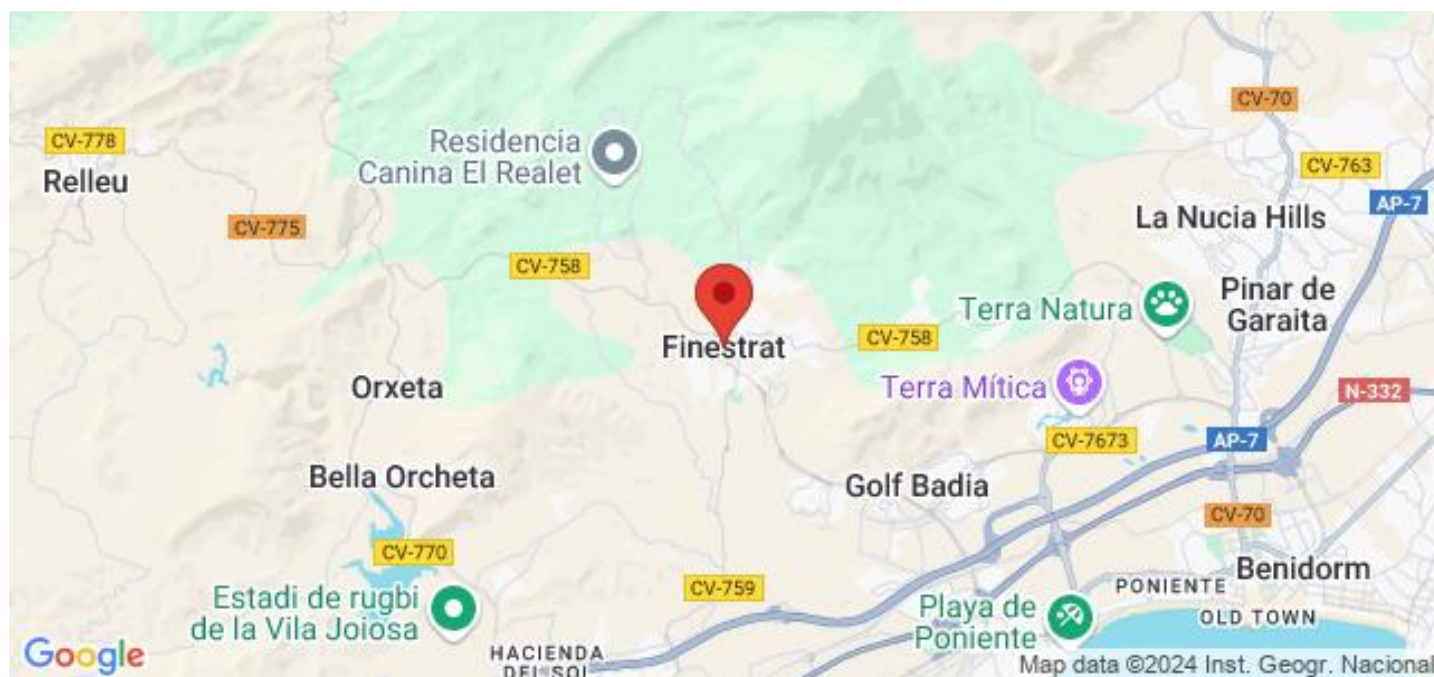 CV-70
CV-778
Relleu
Residencia
Canina El Realet
CV-763
AP-7
La Nucia Hills
CV-775
CV-758
Terra Natura
Pinar de
Garaita
Finestrat
CV-758
Orxeta
Terra Mítica
N-332
CV-7673
AP-7
Bella Orcheta
Golf Badia
CV-70
CV-770
Benidorm
CV-759
PONIENTE
Estadi de rugbi
de la Vila Joiosa
Playa de
Poniente
OLD TOWN
HACIENDA
DEL SOL
Google
Map data ©2024 Inst. Geogr. Nacional